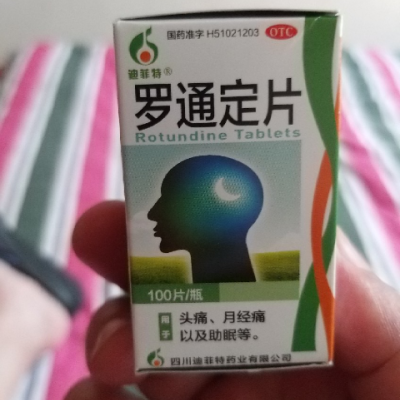 国药准字 H51021203 OTC
迪菲特®
罗通定片
Rotundine Tablets
100片/瓶
用于
头痛、月经痛
以及助眠等。
四川迪菲特药业有限公司